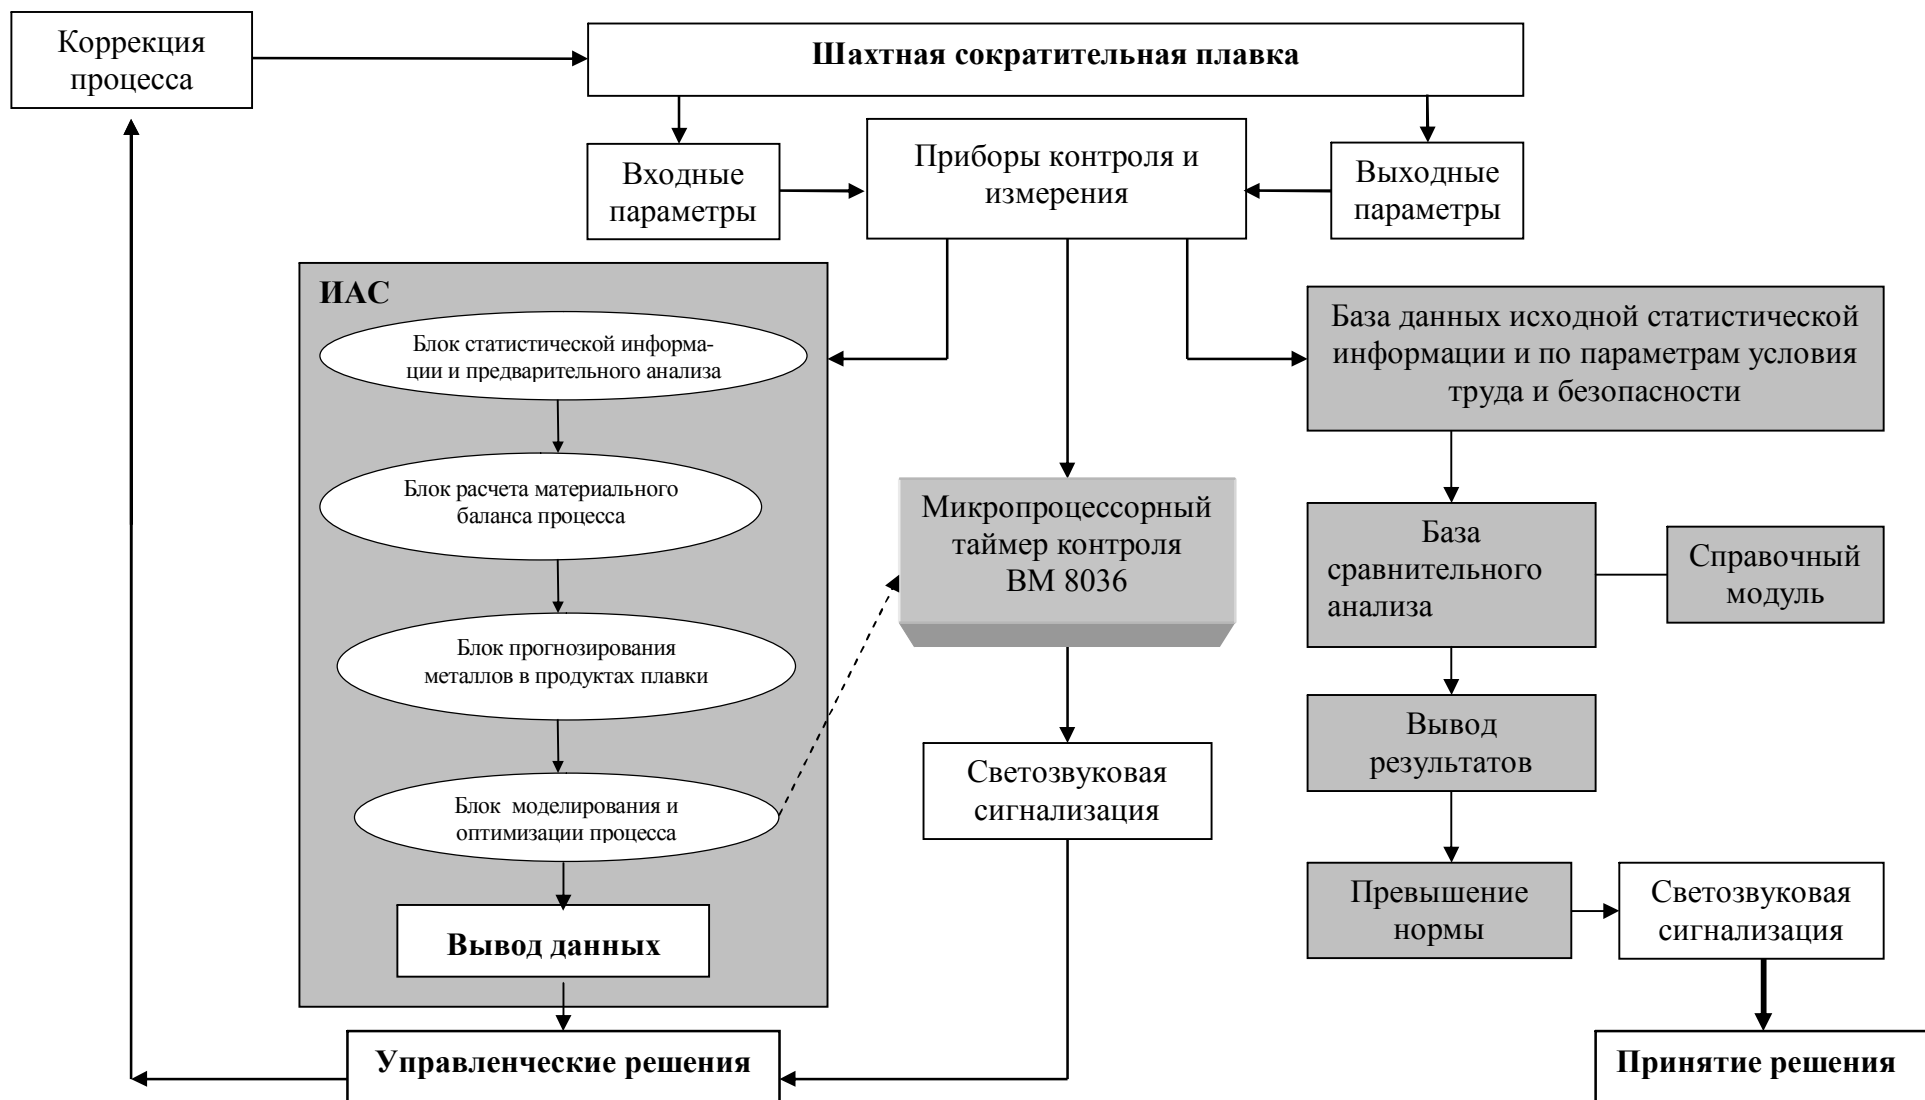 Коррекция
процесса
Шахтная сократительная плавка
Входные
параметры
Приборы контроля и
измерения
Выходные
параметры
ИАС
Блок статистической информа-
ции и предварительного анализа
Блок расчета материального
баланса процесса
Блок прогнозирования
металлов в продуктах плавки
Блок моделирования и
оптимизации процесса
Вывод данных
Управленческие решения
Микропроцессорный
таймер контроля
ВМ 8036
Светозвуковая
сигнализация
База данных исходной статистической
информации и по параметрам условия
труда и безопасности
База
сравнительного
анализа
Справочный
модуль
Вывод
результатов
Превышение
нормы
Светозвуковая
сигнализация
Принятие решения